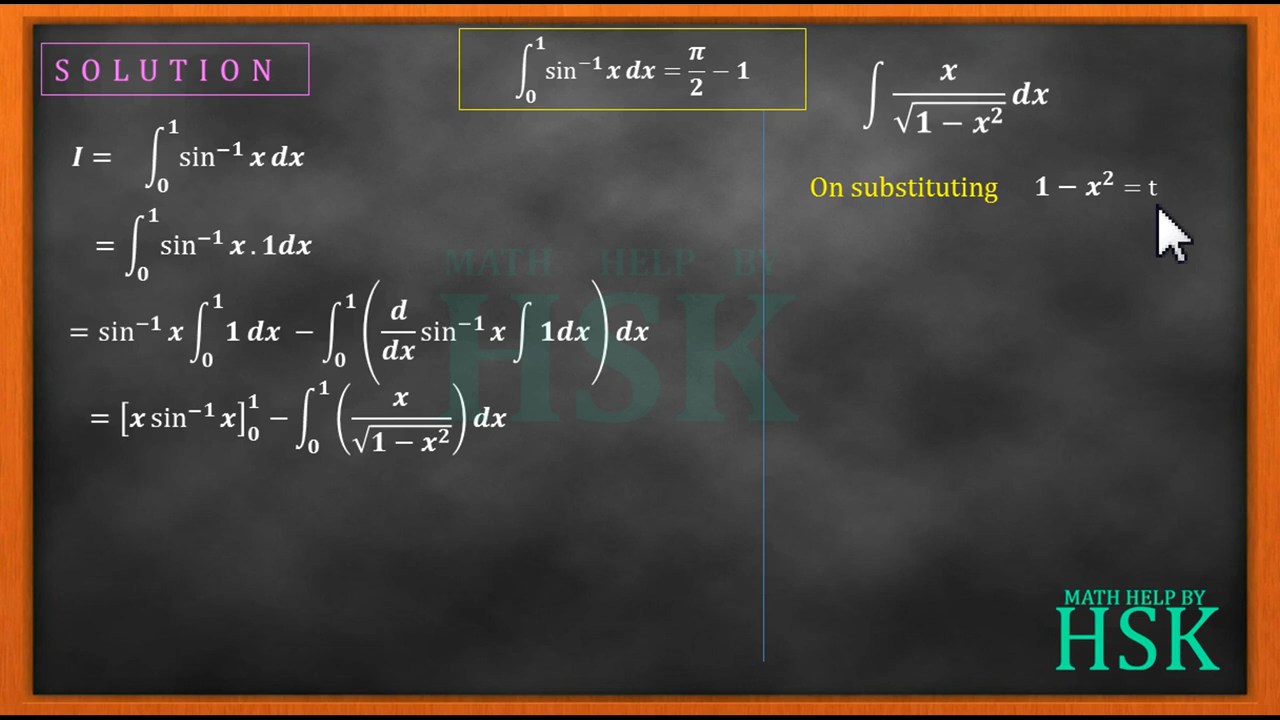 SOLUTION
∫₀¹ sin⁻¹ x dx = π/2 − 1
I = ∫₀¹ sin⁻¹ x dx
= ∫₀¹ sin⁻¹ x . 1dx
= sin⁻¹ x ∫₀¹ 1 dx − ∫₀¹ (d/dx sin⁻¹ x ∫ 1dx) dx
= [x sin⁻¹ x]₀¹ − ∫₀¹ (x/√(1 − x²)) dx
∫ x/√(1 − x²) dx
On substituting 1 − x² = t
MATH HELP BY
HSK
MATH HELP BY
HSK